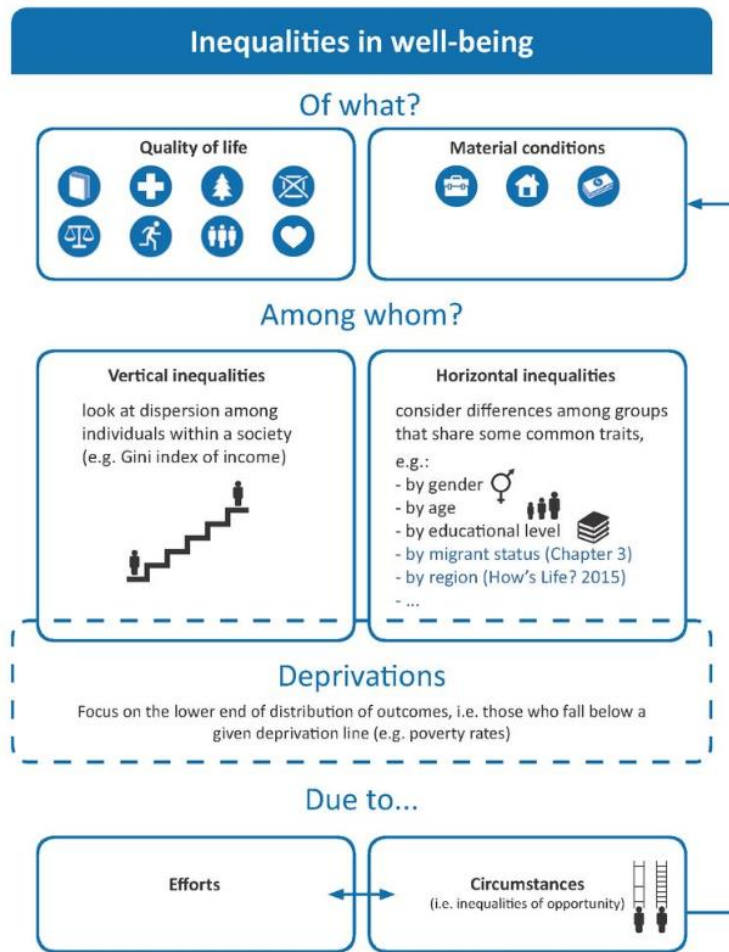 Inequalities in well-being
Of what?
Quality of life
Material conditions
Among whom?
Vertical inequalities
look at dispersion among
individuals within a society
(e.g. Gini index of income)
Horizontal inequalities
consider differences among groups
that share some common traits,
e.g.:
- by gender
- by age
- by educational level
- by migrant status (Chapter 3)
- by region (How's Life? 2015)
- ...
Deprivations
Focus on the lower end of distribution of outcomes, i.e. those who fall below a
given deprivation line (e.g. poverty rates)
Due to...
Efforts
Circumstances
(i.e. inequalities of opportunity)